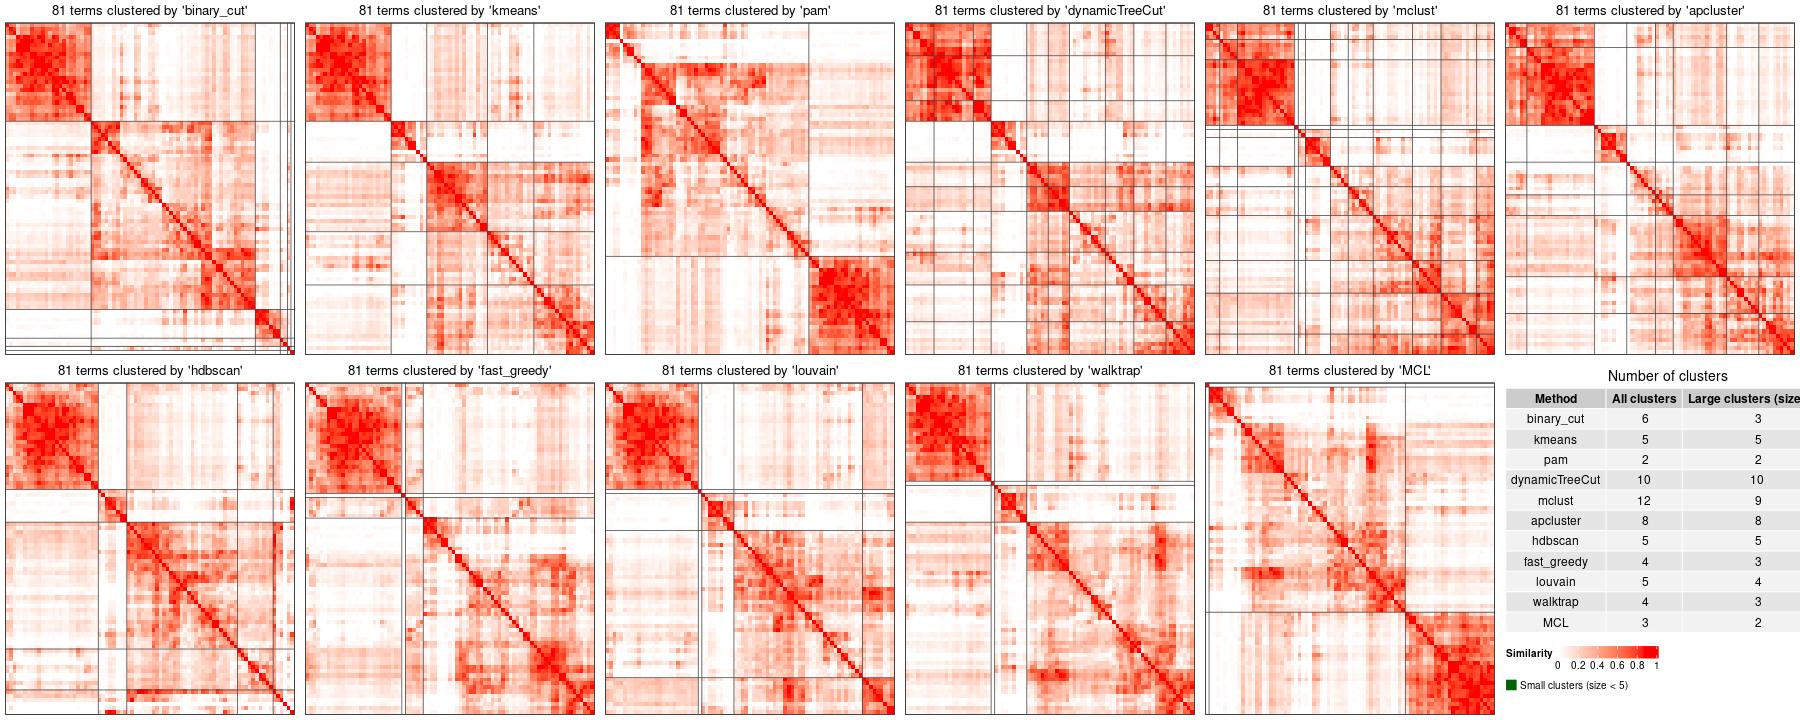 81 terms clustered by 'binary_cut'
81 terms clustered by 'kmeans'
81 terms clustered by 'pam'
81 terms clustered by 'dynamicTreeCut'
81 terms clustered by 'mclust'
81 terms clustered by 'apcluster'
81 terms clustered by 'hdbscan'
81 terms clustered by 'fast_greedy'
81 terms clustered by 'louvain'
81 terms clustered by 'walktrap'
81 terms clustered by 'MCL'
Number of clusters
Method All clusters Large clusters (size
binary_cut 6 3
kmeans 5 5
pam 2 2
dynamicTreeCut 10 10
mclust 12 9
apcluster 8 8
hdbscan 5 5
fast_greedy 4 3
louvain 5 4
walktrap 4 3
MCL 3 2
Similarity
0 0.2 0.4 0.6 0.8 1
Small clusters (size < 5)